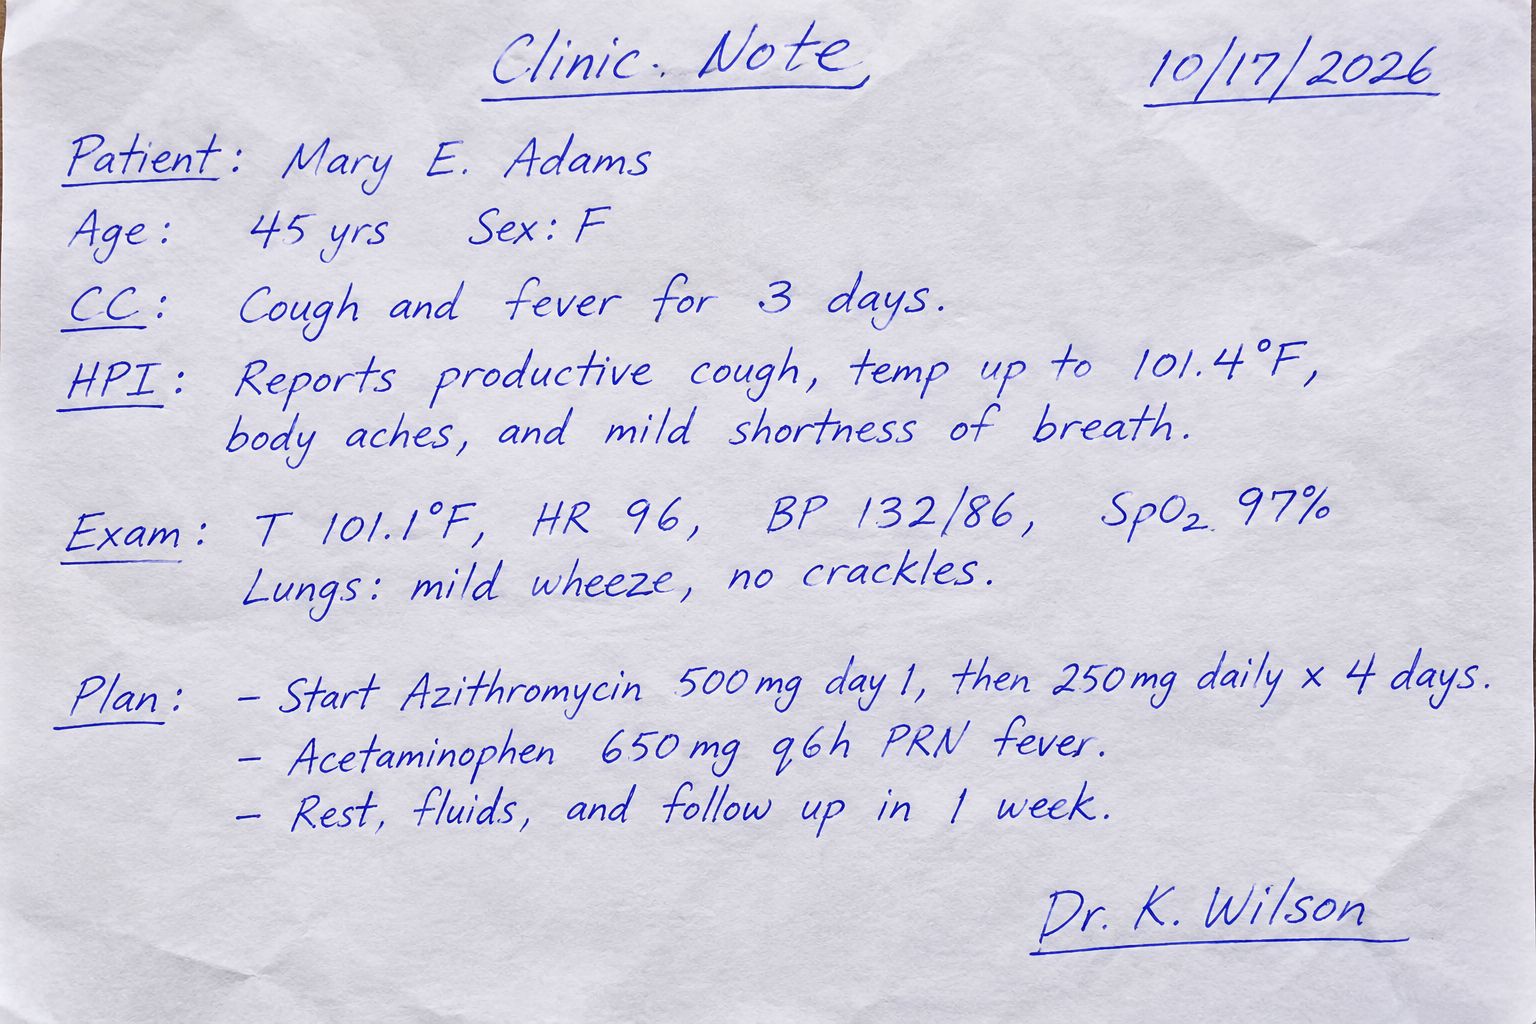 Clinic. Note
10/17/2026
Patient: Mary E. Adams
Age: 45 yrs Sex: F
CC: Cough and fever for 3 days.
HPI: Reports productive cough, temp up to 101.4°F,
body aches, and mild shortness of breath.
Exam: T 101.1°F, HR 96, BP 132/86, SpO₂ 97%
Lungs: mild wheeze, no crackles.
Plan: - Start Azithromycin 500mg day 1, then 250mg daily x 4 days.
- Acetaminophen 650mg q6h PRN fever.
- Rest, fluids, and follow up in 1 week.
Dr. K. Wilson